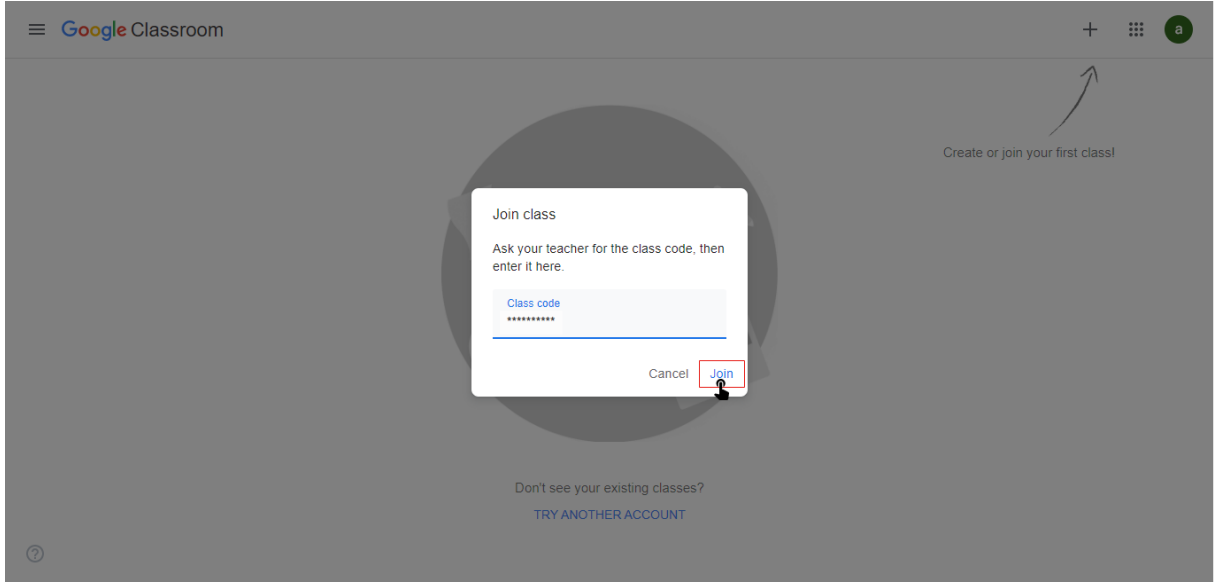 Google Classroom
a
Create or join your first class!
Join class
Ask your teacher for the class code, then
enter it here.
Class code
**********
Cancel Join
Don't see your existing classes?
TRY ANOTHER ACCOUNT